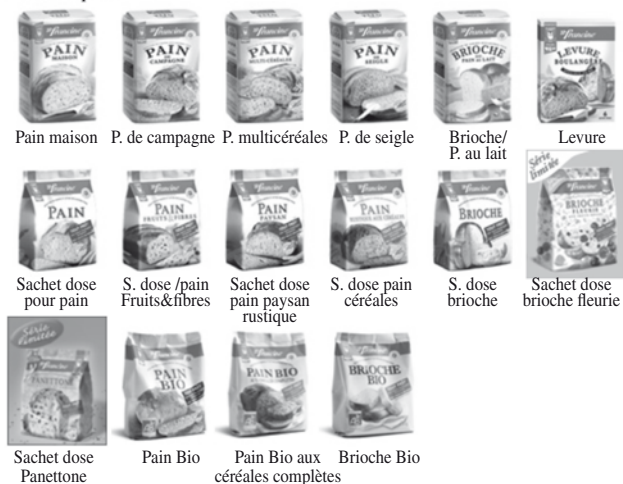 Francine Francine Francine Francine Francine
PAIN PAIN PAIN PAIN BRIOCHE LEVURE
MAISON CAMPAGNE MULTICÉRÉALES SEIGLE PAIN AU LAIT BOULANGÈRE
Pain maison P. de campagne P. multicéréales P. de seigle Brioche/ Levure
P. au lait
Série
limitée
Francine Francine Francine Francine Francine Francine
PAIN PAIN PAIN PAIN BRIOCHE BRIOCHE
FRUITS & FIBRES PAYSAN FLEURIE
Sachet dose S. dose /pain Sachet dose S. dose pain S. dose Sachet dose
pour pain Fruits&fibres pain paysan céréales brioche brioche fleurie
rustique
Série
limitée
Francine Francine Francine Francine
PANETTONE PAIN PAIN BIO BRIOCHE
BIO BIO
Sachet dose Pain Bio Pain Bio aux Brioche Bio
Panettone céréales complètes